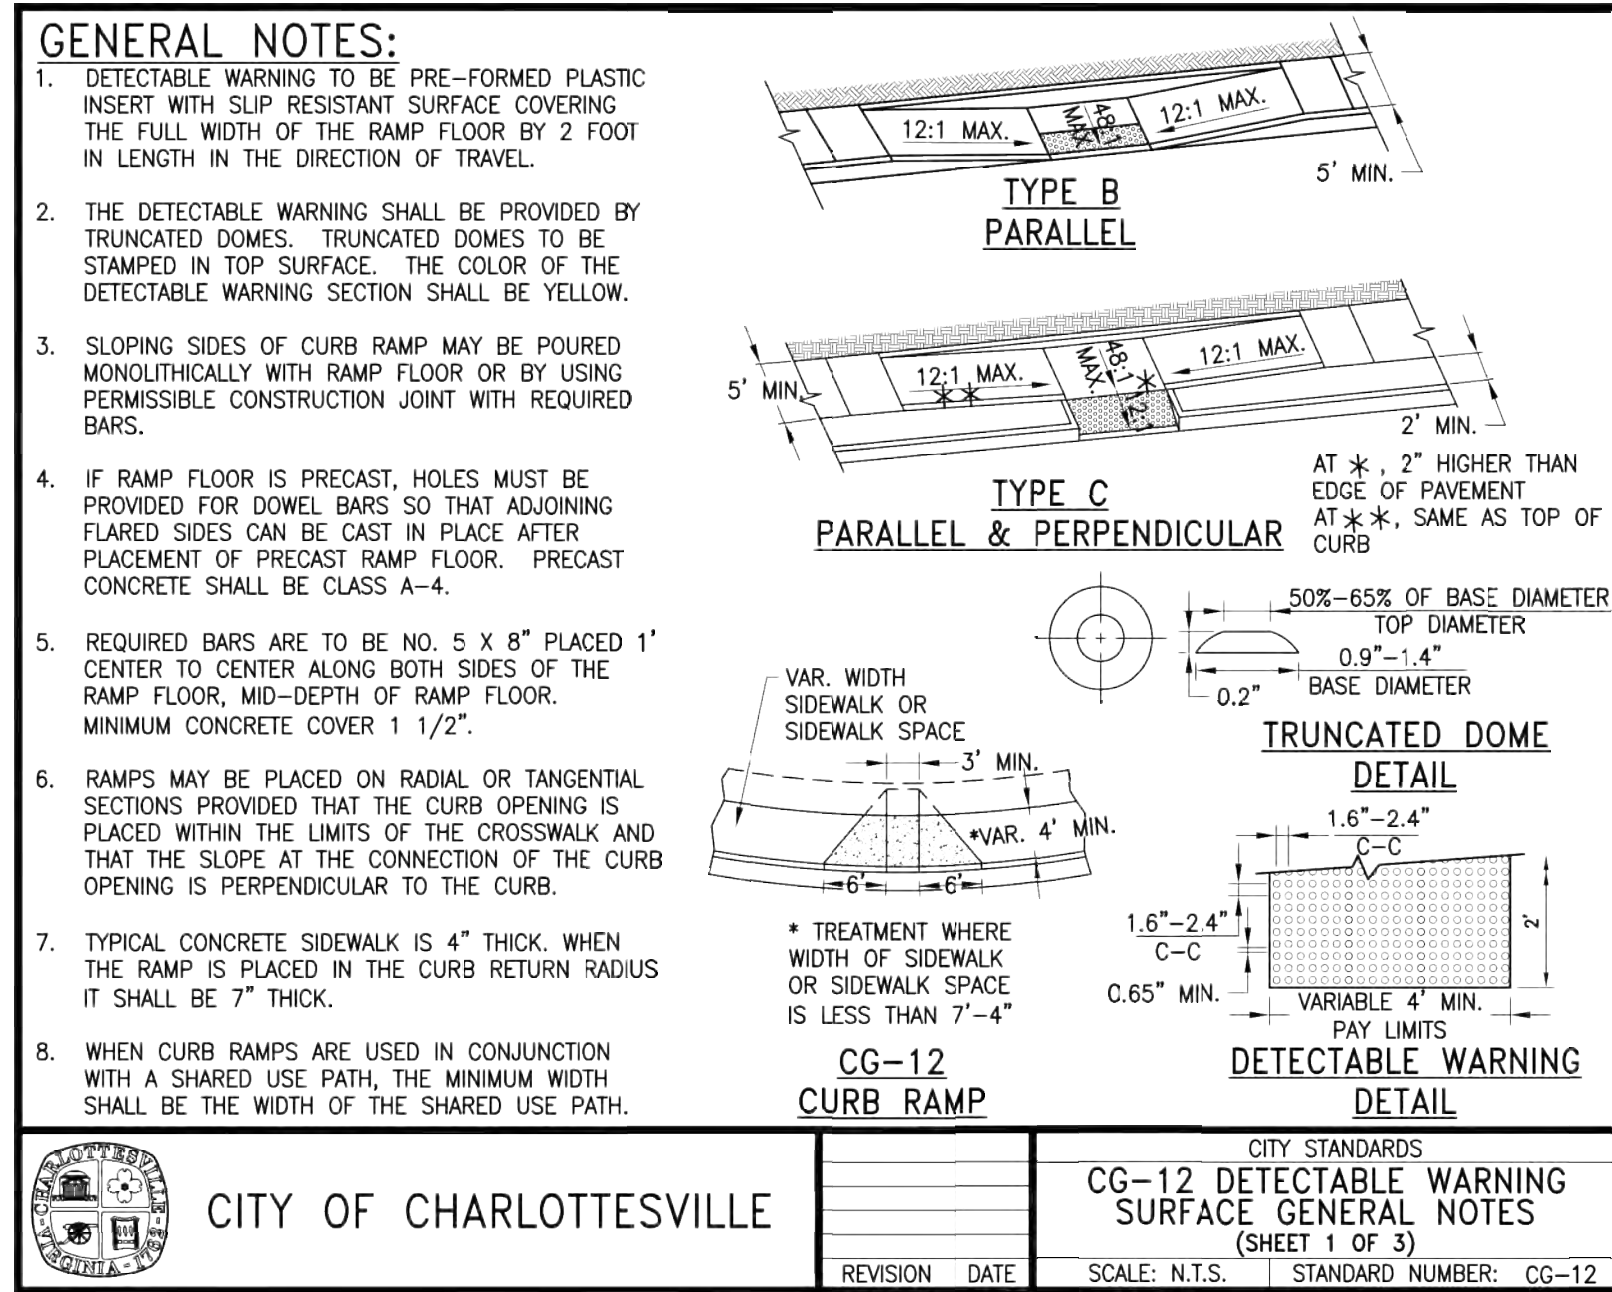 GENERAL NOTES:
1. DETECTABLE WARNING TO BE PRE-FORMED PLASTIC
INSERT WITH SLIP RESISTANT SURFACE COVERING
THE FULL WIDTH OF THE RAMP FLOOR BY 2 FOOT
IN LENGTH IN THE DIRECTION OF TRAVEL.
2. THE DETECTABLE WARNING SHALL BE PROVIDED BY
TRUNCATED DOMES. TRUNCATED DOMES TO BE
STAMPED IN TOP SURFACE. THE COLOR OF THE
DETECTABLE WARNING SECTION SHALL BE YELLOW.
3. SLOPING SIDES OF CURB RAMP MAY BE POURED
MONOLITHICALLY WITH RAMP FLOOR OR BY USING
PERMISSIBLE CONSTRUCTION JOINT WITH REQUIRED
BARS.
4. IF RAMP FLOOR IS PRECAST, HOLES MUST BE
PROVIDED FOR DOWEL BARS SO THAT ADJOINING
FLARED SIDES CAN BE CAST IN PLACE AFTER
PLACEMENT OF PRECAST RAMP FLOOR. PRECAST
CONCRETE SHALL BE CLASS A-4.
5. REQUIRED BARS ARE TO BE NO. 5 X 8" PLACED 1'
CENTER TO CENTER ALONG BOTH SIDES OF THE
RAMP FLOOR, MID-DEPTH OF RAMP FLOOR.
MINIMUM CONCRETE COVER 1 1/2".
6. RAMPS MAY BE PLACED ON RADIAL OR TANGENTIAL
SECTIONS PROVIDED THAT THE CURB OPENING IS
PLACED WITHIN THE LIMITS OF THE CROSSWALK AND
THAT THE SLOPE AT THE CONNECTION OF THE CURB
OPENING IS PERPENDICULAR TO THE CURB.
7. TYPICAL CONCRETE SIDEWALK IS 4" THICK. WHEN
THE RAMP IS PLACED IN THE CURB RETURN RADIUS
IT SHALL BE 7" THICK.
8. WHEN CURB RAMPS ARE USED IN CONJUNCTION
WITH A SHARED USE PATH, THE MINIMUM WIDTH
SHALL BE THE WIDTH OF THE SHARED USE PATH.
12:1 MAX.
48:1
MAX.
12:1 MAX.
5' MIN.
TYPE B
PARALLEL
5' MIN.
12:1 MAX.
**
48:1
MAX.
*
12:1
12:1 MAX.
2' MIN.
TYPE C
PARALLEL & PERPENDICULAR
AT *, 2" HIGHER THAN
EDGE OF PAVEMENT
AT **, SAME AS TOP OF
CURB
50%-65% OF BASE DIAMETER
TOP DIAMETER
0.9"-1.4"
BASE DIAMETER
0.2"
TRUNCATED DOME
DETAIL
VAR. WIDTH
SIDEWALK OR
SIDEWALK SPACE
3' MIN.
*VAR. 4' MIN.
6'
6'
* TREATMENT WHERE
WIDTH OF SIDEWALK
OR SIDEWALK SPACE
IS LESS THAN 7'-4"
CG-12
CURB RAMP
1.6"-2.4"
C-C
1.6"-2.4"
C-C
0.65" MIN.
2'
VARIABLE 4' MIN.
PAY LIMITS
DETECTABLE WARNING
DETAIL
CHARLOTTESVILLE
VIRGINIA-1762
CITY OF CHARLOTTESVILLE
REVISION DATE
CITY STANDARDS
CG-12 DETECTABLE WARNING
SURFACE GENERAL NOTES
(SHEET 1 OF 3)
SCALE: N.T.S. STANDARD NUMBER: CG-12